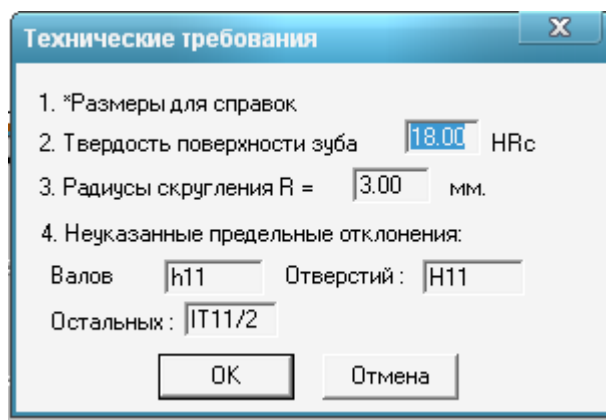 Технические требования
1. *Размеры для справок
2. Твердость поверхности зуба 18.00 HRc
3. Радиусы скругления R = 3.00 мм.
4. Неуказанные предельные отклонения:
Валов h11 Отверстий : H11
Остальных : IT11/2
OK Отмена